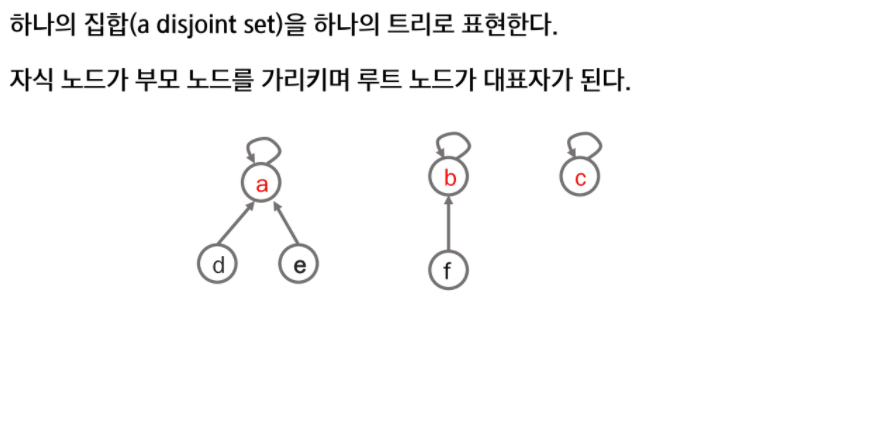 하나의 집합(a disjoint set)을 하나의 트리로 표현한다.
자식 노드가 부모 노드를 가리키며 루트 노드가 대표자가 된다.
a b c
d e f